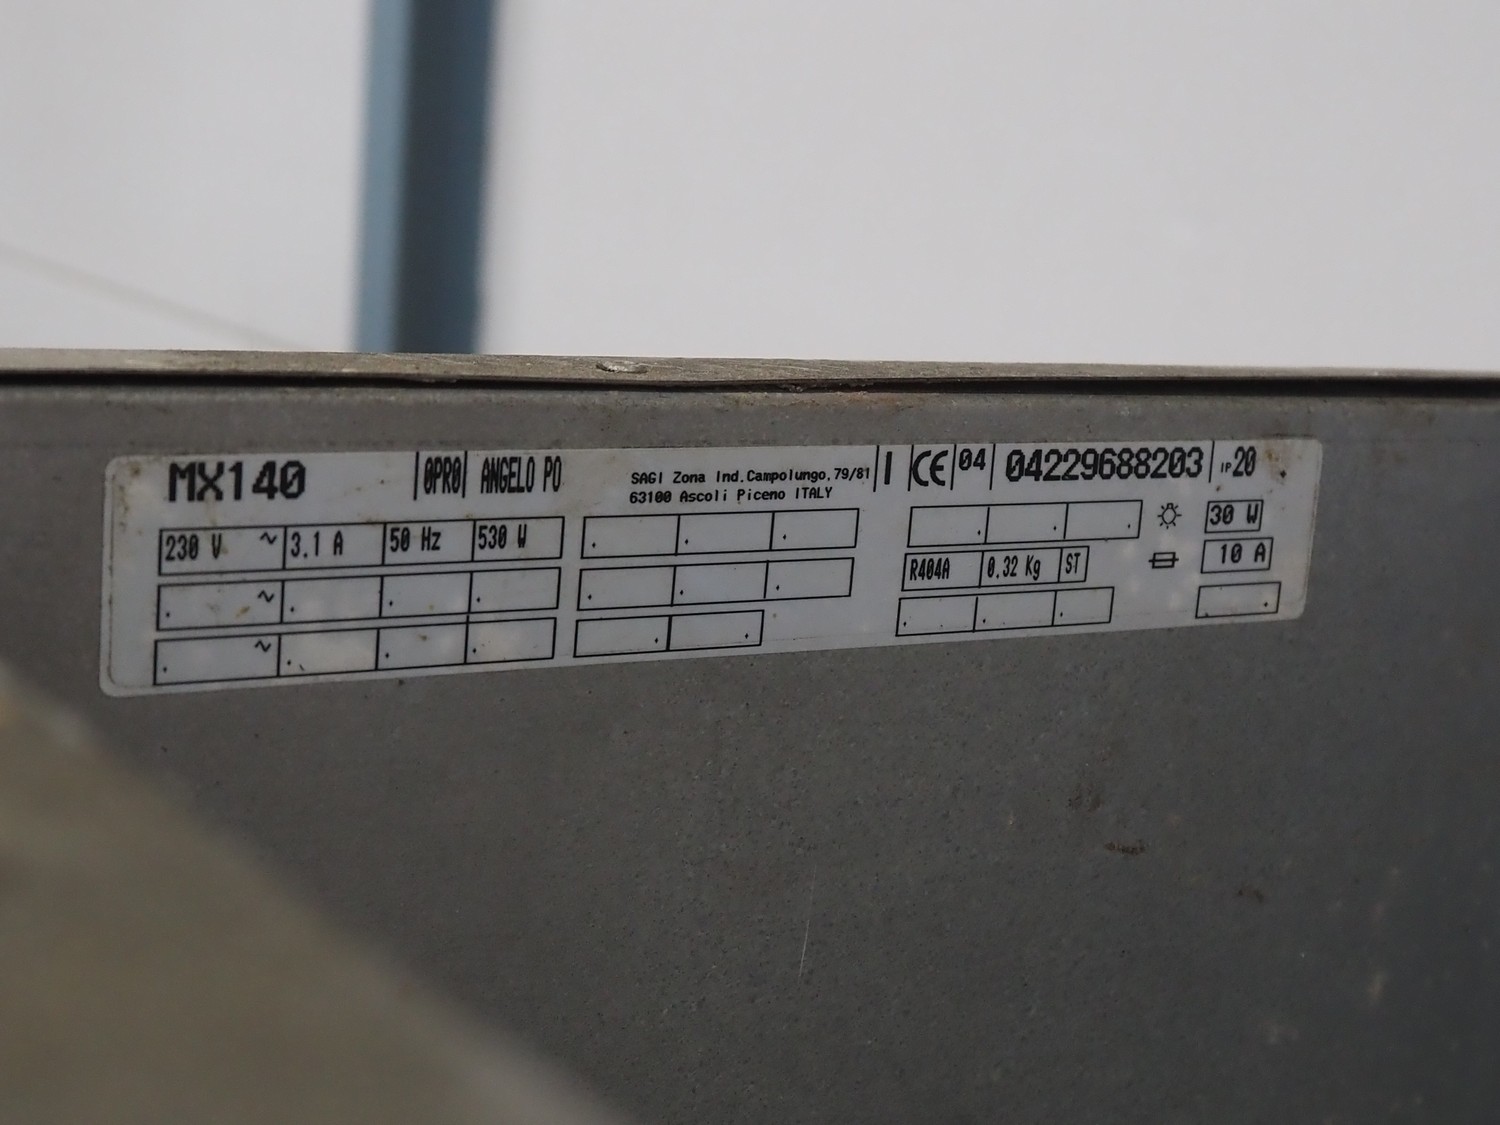 MX140 0PR0 ANGELO PO SAGI Zona Ind.Campolungo,79/81 I CE 04 04229688203 IP20
63100 Ascoli Piceno ITALY
230 V ~ 3.1 A 50 Hz 530 W 30 W
R404A 0.32 Kg ST 10 A
~
~